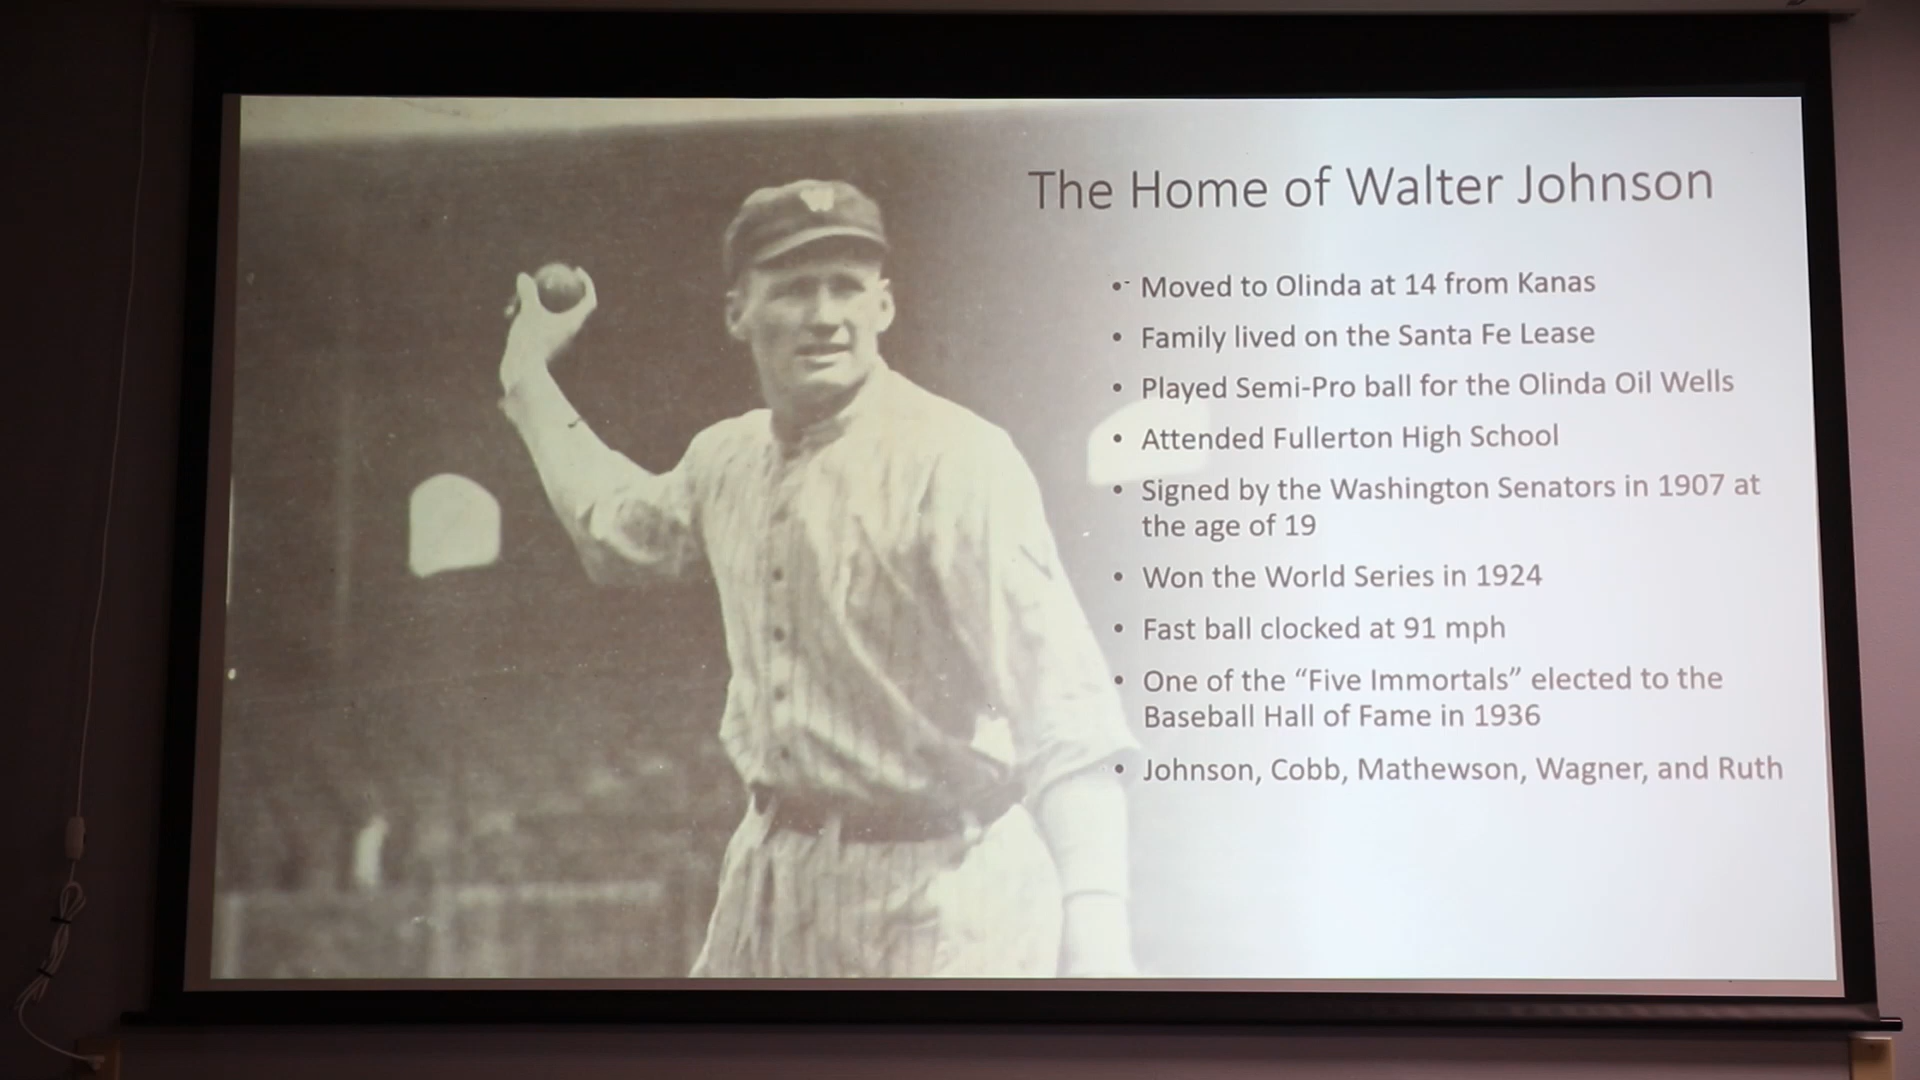 The Home of Walter Johnson
• Moved to Olinda at 14 from Kanas
• Family lived on the Santa Fe Lease
• Played Semi-Pro ball for the Olinda Oil Wells
• Attended Fullerton High School
• Signed by the Washington Senators in 1907 at
the age of 19
• Won the World Series in 1924
• Fast ball clocked at 91 mph
• One of the “Five Immortals” elected to the
Baseball Hall of Fame in 1936
• Johnson, Cobb, Mathewson, Wagner, and Ruth
W